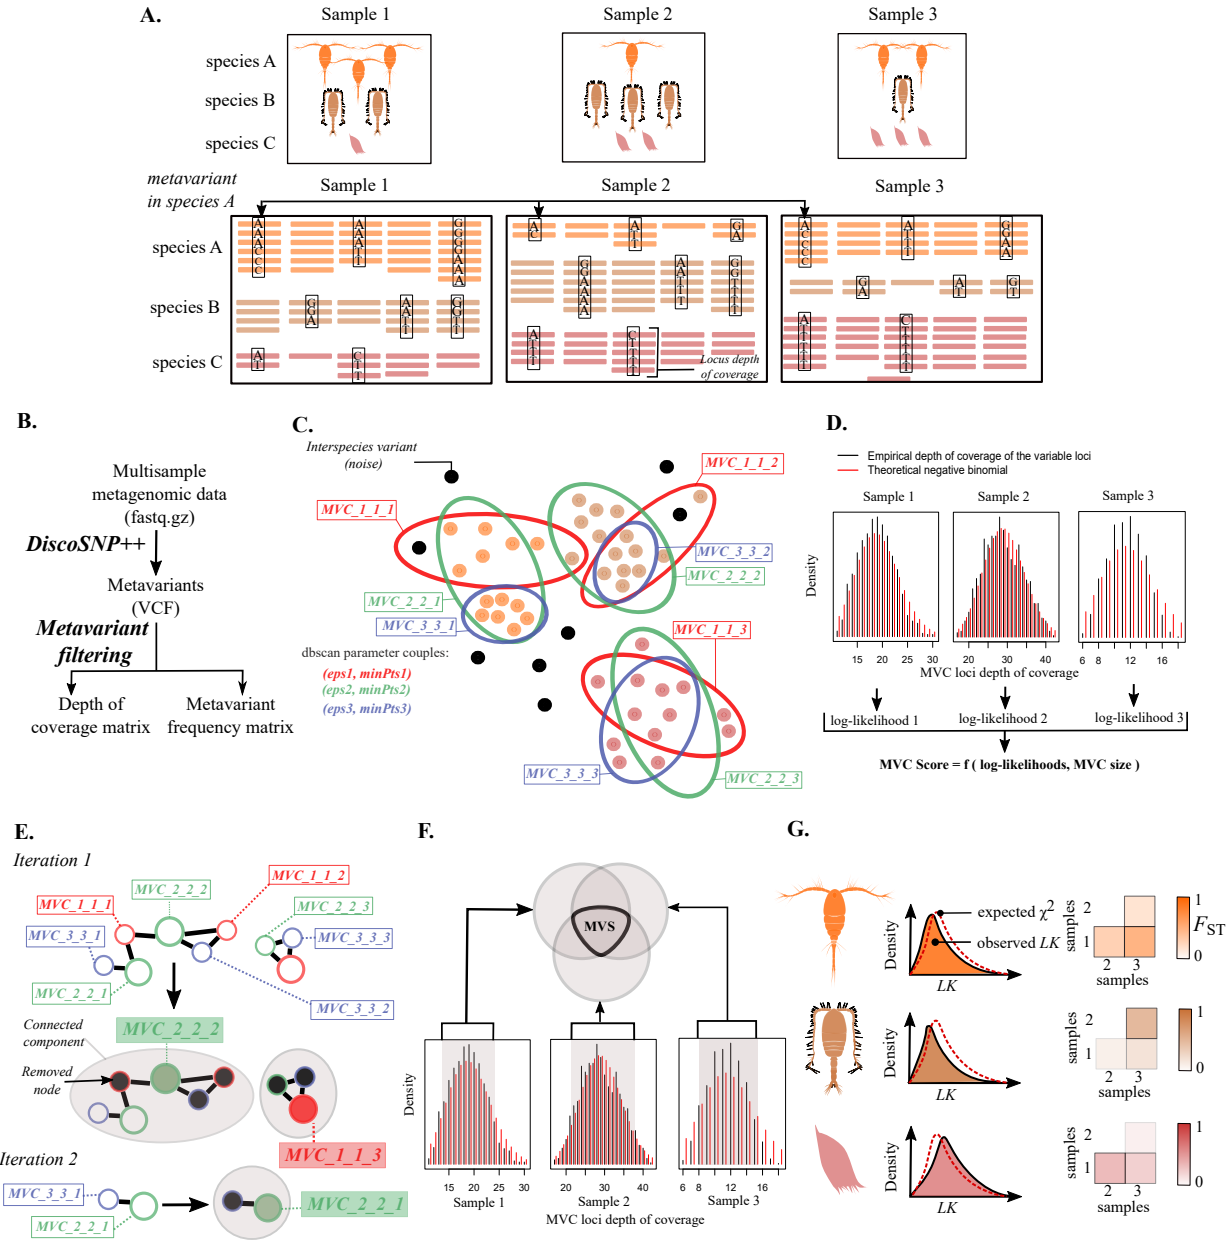 A.
Sample 1
Sample 2
Sample 3
species A
species B
species C
metavariant
in species A
Sample 1
Sample 2
Sample 3
species A
species B
species C
A
A
A
C
C
C
A
A
A
T
T
G
G
G
G
A
A
A
G
G
A
A
A
T
T
G
G
T
T
A
T
C
T
T
A
C
A
T
T
G
A
G
G
A
A
A
A
A
A
T
T
G
G
T
T
T
T
A
T
T
C
T
T
T
Locus depth
of coverage
A
C
C
C
C
A
T
T
G
G
A
A
G
A
A
T
G
T
A
T
T
T
T
C
T
T
T
T
B.
Multisample
metagenomic data
(fastq.gz)
DiscoSNP++
Metavariants
(VCF)
Metavariant
filtering
Depth of
coverage matrix
Metavariant
frequency matrix
C.
Interspecies variant
(noise)
MVC_1_1_2
MVC_1_1_1
MVC_3_3_2
MVC_2_2_2
MVC_2_2_1
MVC_3_3_1
MVC_1_1_3
dbscan parameter couples:
(eps1, minPts1)
(eps2, minPts2)
(eps3, minPts3)
MVC_3_3_3
MVC_2_2_3
D.
Empirical depth of coverage of the variable loci
Theoretical negative binomial
Sample 1
Sample 2
Sample 3
Density
15 20 25 30
20 30 40
6 8 10 12 16
MVC loci depth of coverage
log-likelihood 1
log-likelihood 2
log-likelihood 3
MVC Score = f ( log-likelihoods, MVC size )
E.
Iteration 1
MVC_2_2_2
MVC_1_1_2
MVC_1_1_1
MVC_2_2_3
MVC_3_3_1
MVC_3_3_3
MVC_2_2_1
MVC_3_3_2
Connected
component
MVC_2_2_2
Removed
node
MVC_1_1_3
Iteration 2
MVC_3_3_1
MVC_2_2_1
MVC_2_2_1
F.
MVS
Density
15 20 25 30
20 30 40
6 8 10 12 16
Sample 1
Sample 2
Sample 3
MVC loci depth of coverage
G.
Density
expected χ2
observed LK
LK
samples
2
1
2 3
samples
1
FST
0
Density
LK
samples
2
1
2 3
samples
1
0
Density
LK
samples
2
1
2 3
samples
1
0